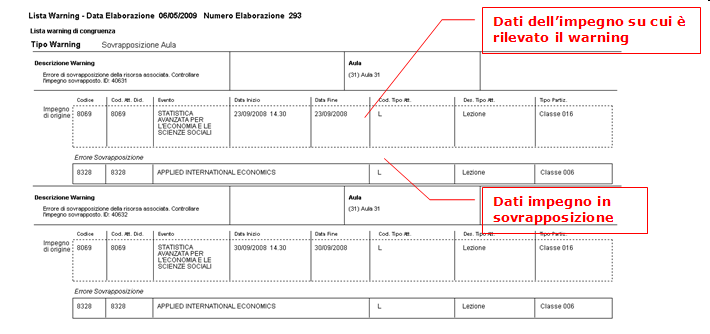 Lista Warning - Data Elaborazione 06/05/2009 Numero Elaborazione 293
Lista warning di congruenza
Tipo Warning Sovrapposizione Aula
Dati dell'impegno su cui è
rilevato il warning
Descrizione Warning Aula
Errore di sovrapposizione della risorsa associata. Controllare (31) Aula 31
l'impegno sovrapposto. ID: 40631
Codice Cod. Att. Did. Evento Data Inizio Data Fine Cod. Tipo Att. Des. Tipo Att. Tipo Partic.
Impegno 8069 8069 STATISTICA 23/09/2008 14.30 23/09/2008 L Lezione Classe 016
di origine AVANZATA PER
L'ECONOMIA E LE
SCIENZE SOCIALI
Errore Sovrapposizione
8328 8328 APPLIED INTERNATIONAL ECONOMICS L Lezione Classe 006
Dati impegno in
sovrapposizione
Descrizione Warning Aula
Errore di sovrapposizione della risorsa associata. Controllare (31) Aula 31
l'impegno sovrapposto. ID: 40632
Codice Cod. Att. Did. Evento Data Inizio Data Fine Cod. Tipo Att. Des. Tipo Att. Tipo Partic.
Impegno 8069 8069 STATISTICA 30/09/2008 14.30 30/09/2008 L Lezione Classe 016
di origine AVANZATA PER
L'ECONOMIA E LE
SCIENZE SOCIALI
Errore Sovrapposizione
8328 8328 APPLIED INTERNATIONAL ECONOMICS L Lezione Classe 006